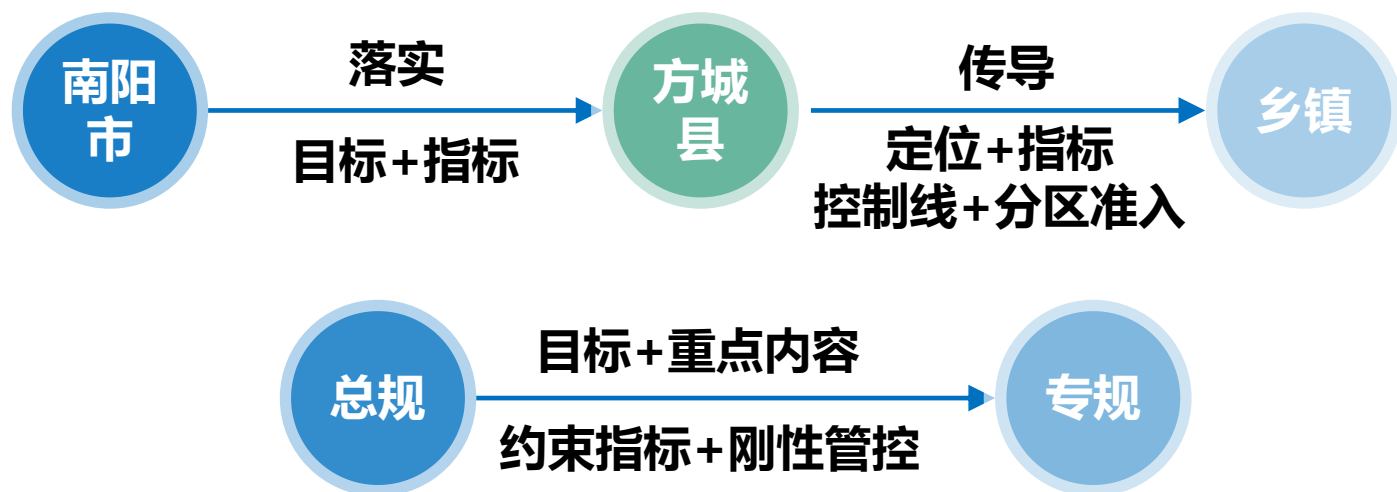 南阳
市
落实
目标+指标
方城
县
传导
定位+指标
控制线+分区准入
乡镇
总规
目标+重点内容
约束指标+刚性管控
专规